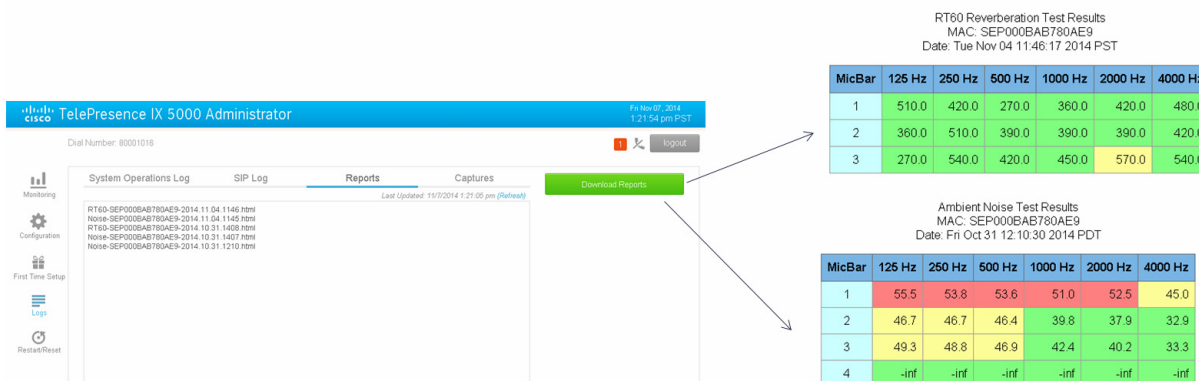 RT60 Reverberation Test Results
MAC: SEP000BAB780AE9
Date: Tue Nov 04 11:46:17 2014 PST
MicBar 125 Hz 250 Hz 500 Hz 1000 Hz 2000 Hz 4000 Hz
1 510.0 420.0 270.0 360.0 420.0 480.0
2 360.0 510.0 390.0 390.0 390.0 420.0
3 270.0 540.0 420.0 450.0 570.0 540.0
CISCO TelePresence IX 5000 Administrator
Fri Nov 07, 2014
1:21:54 pm PST
Dial Number: 80001016
1
logout
Monitoring
Configuration
First Time Setup
Logs
Restart/Reset
System Operations Log SIP Log Reports Captures
Last Updated: 11/7/2014 1:21:05 pm (Refresh)
RT60-SEP000BAB780AE9-2014.11.04.1146.html
Noise-SEP000BAB780AE9-2014.11.04.1145.html
RT60-SEP000BAB780AE9-2014.10.31.1408.html
Noise-SEP000BAB780AE9-2014.10.31.1407.html
Noise-SEP000BAB780AE9-2014.10.31.1210.html
Download Reports
Ambient Noise Test Results
MAC: SEP000BAB780AE9
Date: Fri Oct 31 12:10:30 2014 PDT
MicBar 125 Hz 250 Hz 500 Hz 1000 Hz 2000 Hz 4000 Hz
1 55.5 53.8 53.6 51.0 52.5 45.0
2 46.7 46.7 46.4 39.8 37.9 32.9
3 49.3 48.8 46.9 42.4 40.2 33.3
4 -inf -inf -inf -inf -inf -inf